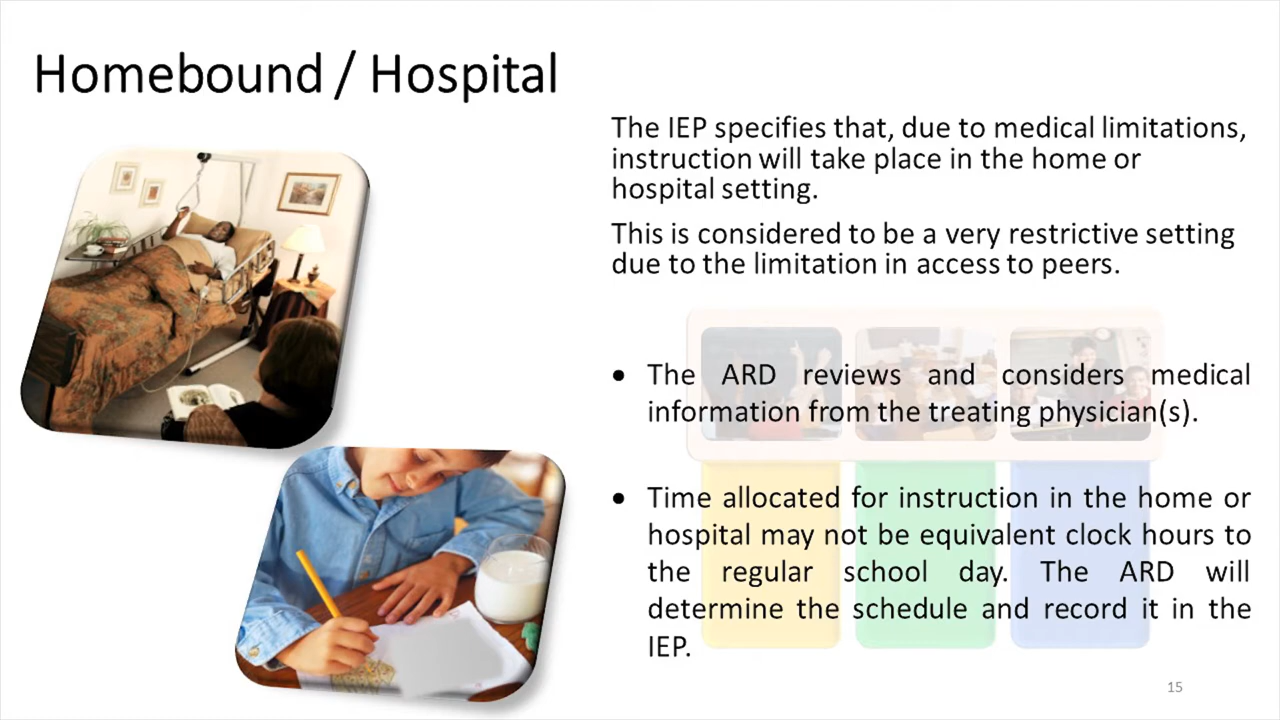 Homebound / Hospital
The IEP specifies that, due to medical limitations,
instruction will take place in the home or
hospital setting.
This is considered to be a very restrictive setting
due to the limitation in access to peers.
• The ARD reviews and considers medical
information from the treating physician(s).
• Time allocated for instruction in the home or
hospital may not be equivalent clock hours to
the regular school day. The ARD will
determine the schedule and record it in the
IEP.
15